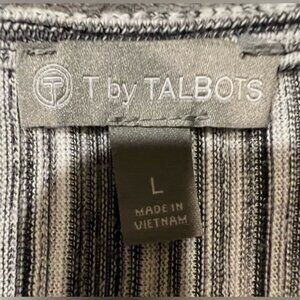 T by TALBOTS
L
MADE IN
VIETNAM